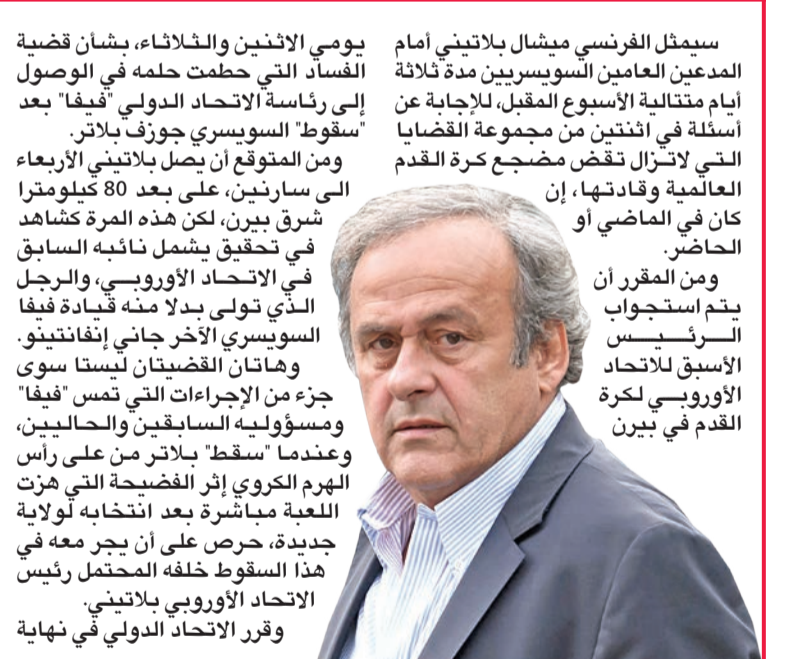 سيمثل الفرنسي ميشال بلاتيني أمام
المدعين العامين السويسريين مدة ثلاثة
أيام متتالية الأسبوع المقبل، للإجابة عن
أسئلة في اثنتين من مجموعة القضايا
التي لاتزال تقض مضجع كرة القدم
العالمية وقادتها، إن
كان في الماضي أو
الحاضر.
ومن المقرر أن
يتم استجواب
الرئيس
الأسبق للاتحاد
الأوروبي لكرة
القدم في بيرن
يومي الاثنين والثلاثاء، بشأن قضية
الفساد التي حطمت حلمه في الوصول
إلى رئاسة الاتحاد الدولي "فيفا" بعد
"سقوط" السويسري جوزف بلاتر.
ومن المتوقع أن يصل بلاتيني الأربعاء
الى سارنين، على بعد 80 كيلومترا
شرق بيرن، لكن هذه المرة كشاهد
في تحقيق يشمل نائبه السابق
في الاتحاد الأوروبي، والرجل
الذي تولى بدلا منه قيادة فيفا
السويسري الآخر جاني إنفانتينو.
وهاتان القضيتان ليستا سوى
جزء من الإجراءات التي تمس "فيفا"
ومسؤوليه السابقين والحاليين،
وعندما "سقط" بلاتر من على رأس
الهرم الكروي إثر الفضيحة التي هزت
اللعبة مباشرة بعد انتخابه لولاية
جديدة، حرص على أن يجر معه في
هذا السقوط خلفه المحتمل رئيس
الاتحاد الأوروبي بلاتيني.
وقرر الاتحاد الدولي في نهاية